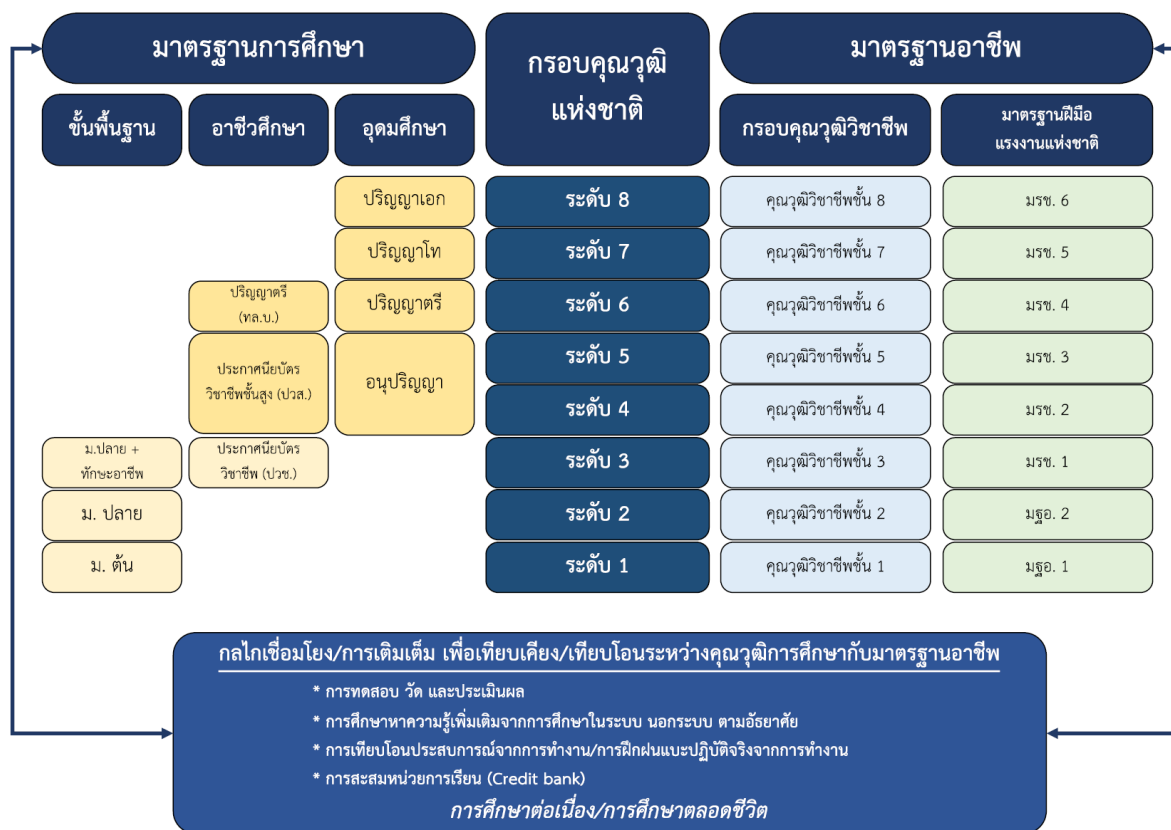 มาตรฐานการศึกษา
กรอบคุณวุฒิ
แห่งชาติ
มาตรฐานอาชีพ
ขั้นพื้นฐาน
อาชีวศึกษา
อุดมศึกษา
กรอบคุณวุฒิวิชาชีพ
มาตรฐานฝีมือ
แรงงานแห่งชาติ
ปริญญาเอก
ระดับ 8
คุณวุฒิวิชาชีพชั้น 8
มรช. 6
ปริญญาโท
ระดับ 7
คุณวุฒิวิชาชีพชั้น 7
มรช. 5
ปริญญาตรี
(ทล.บ.)
ปริญญาตรี
ระดับ 6
คุณวุฒิวิชาชีพชั้น 6
มรช. 4
ประกาศนียบัตร
วิชาชีพชั้นสูง (ปวส.)
อนุปริญญา
ระดับ 5
คุณวุฒิวิชาชีพชั้น 5
มรช. 3
ระดับ 4
คุณวุฒิวิชาชีพชั้น 4
มรช. 2
ม.ปลาย +
ทักษะอาชีพ
ประกาศนียบัตร
วิชาชีพ (ปวช.)
ระดับ 3
คุณวุฒิวิชาชีพชั้น 3
มรช. 1
ม. ปลาย
ระดับ 2
คุณวุฒิวิชาชีพชั้น 2
มฐอ. 2
ม. ต้น
ระดับ 1
คุณวุฒิวิชาชีพชั้น 1
มฐอ. 1
กลไกเชื่อมโยง/การเติมเต็ม เพื่อเทียบเคียง/เทียบโอนระหว่างคุณวุฒิการศึกษากับมาตรฐานอาชีพ
* การทดสอบ วัด และประเมินผล
* การศึกษาหาความรู้เพิ่มเติมจากการศึกษาในระบบ นอกระบบ ตามอัธยาศัย
* การเทียบโอนประสบการณ์จากการทำงาน/การฝึกฝนแบะปฏิบัติจริงจากการทำงาน
* การสะสมหน่วยการเรียน (Credit bank)
การศึกษาต่อเนื่อง/การศึกษาตลอดชีวิต